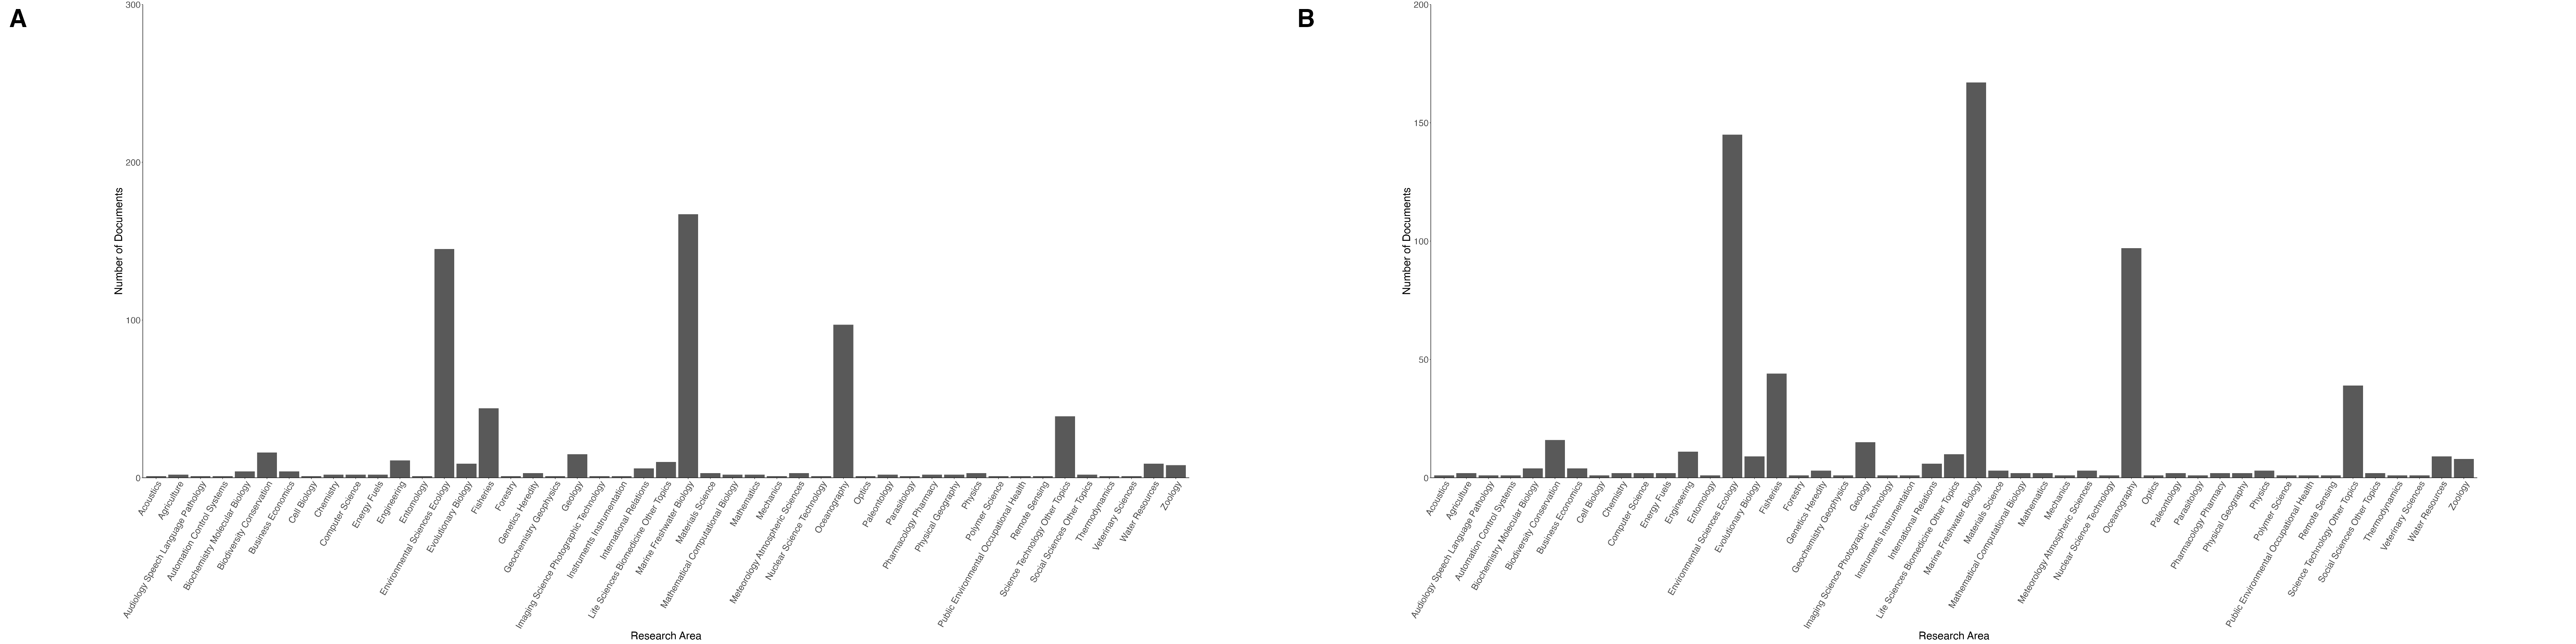 A
300
200
100
0
Number of Documents
Acoustics
Agriculture
Audiology Speech Language Pathology
Automation Control Systems
Biochemistry Molecular Biology
Biodiversity Conservation
Business Economics
Cell Biology
Chemistry
Computer Science
Energy Fuels
Engineering
Entomology
Environmental Sciences Ecology
Evolutionary Biology
Fisheries
Forestry
Genetics Heredity
Geochemistry Geophysics
Geology
Imaging Science Photographic Technology
Instruments Instrumentation
International Relations
Life Sciences Biomedicine Other Topics
Marine Freshwater Biology
Materials Science
Mathematical Computational Biology
Mathematics
Mechanics
Meteorology Atmospheric Sciences
Nuclear Science Technology
Oceanography
Optics
Paleontology
Parasitology
Pharmacology Pharmacy
Physical Geography
Physics
Polymer Science
Public Environmental Occupational Health
Remote Sensing
Science Technology Other Topics
Social Sciences Other Topics
Thermodynamics
Veterinary Sciences
Water Resources
Zoology
Research Area
B
200
150
100
50
0
Number of Documents
Acoustics
Agriculture
Audiology Speech Language Pathology
Automation Control Systems
Biochemistry Molecular Biology
Biodiversity Conservation
Business Economics
Cell Biology
Chemistry
Computer Science
Energy Fuels
Engineering
Entomology
Environmental Sciences Ecology
Evolutionary Biology
Fisheries
Forestry
Genetics Heredity
Geochemistry Geophysics
Geology
Imaging Science Photographic Technology
Instruments Instrumentation
International Relations
Life Sciences Biomedicine Other Topics
Marine Freshwater Biology
Materials Science
Mathematical Computational Biology
Mathematics
Mechanics
Meteorology Atmospheric Sciences
Nuclear Science Technology
Oceanography
Optics
Paleontology
Parasitology
Pharmacology Pharmacy
Physical Geography
Physics
Polymer Science
Public Environmental Occupational Health
Remote Sensing
Science Technology Other Topics
Social Sciences Other Topics
Thermodynamics
Veterinary Sciences
Water Resources
Zoology
Research Area